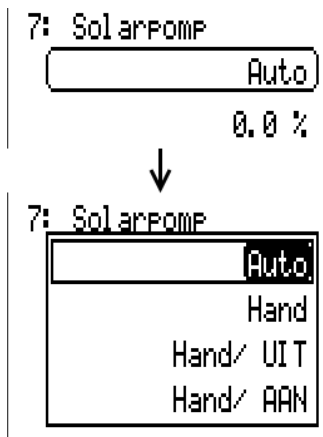 7: Solarpomp
Auto
0.0 %
7: Solarpomp
Auto
Hand
Hand/ UIT
Hand/ AAN